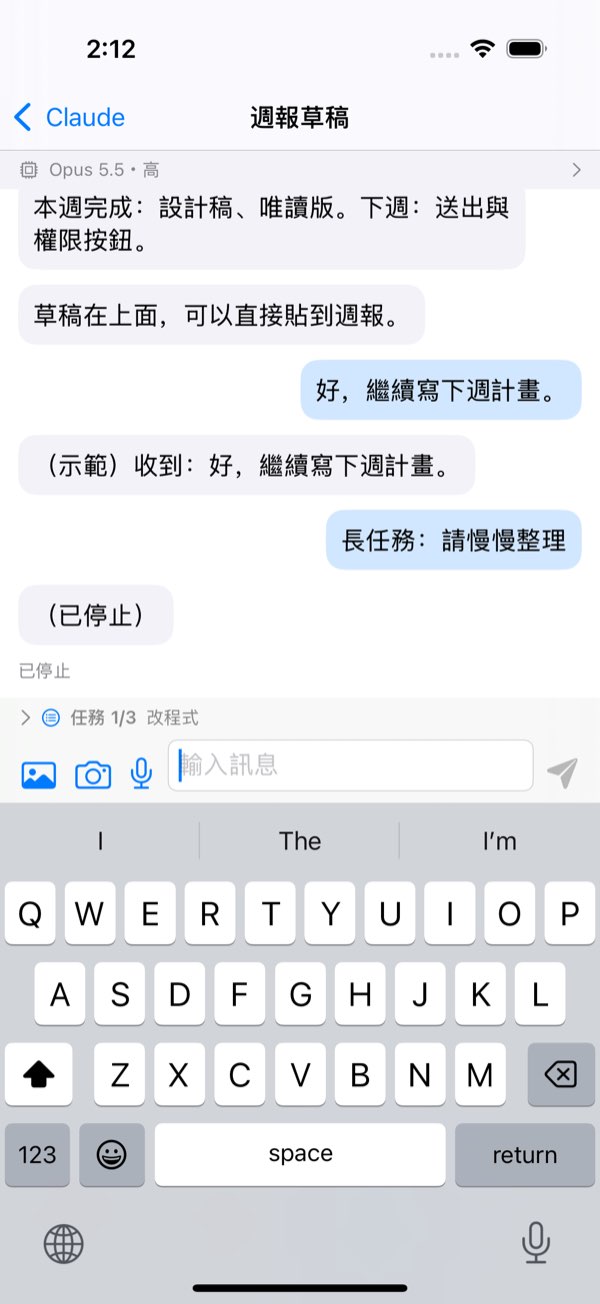 2:12
Claude
週報草稿
Opus 5.5・高
本週完成：設計稿、唯讀版。下週：送出與
權限按鈕。
草稿在上面，可以直接貼到週報。
好，繼續寫下週計畫。
（示範）收到：好，繼續寫下週計畫。
長任務：請慢慢整理
（已停止）
已停止
任務 1/3 改程式
輸入訊息
I The I’m
Q W E R T Y U I O P
A S D F G H J K L
Z X C V B N M
123 space return